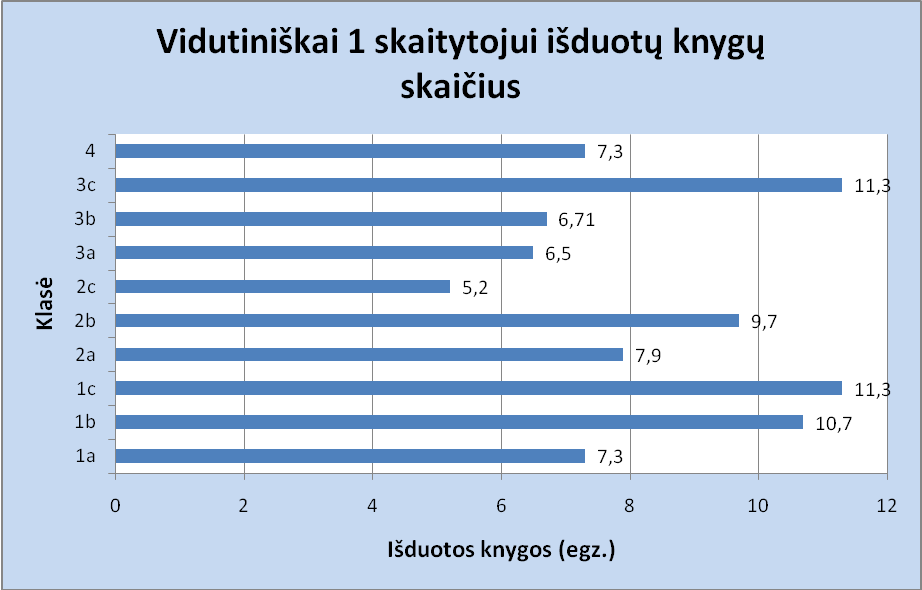 Vidutiniškai 1 skaitytojui išduotų knygų
skaičius
Klasė
4 7,3
3c 11,3
3b 6,71
3a 6,5
2c 5,2
2b 9,7
2a 7,9
1c 11,3
1b 10,7
1a 7,3
0 2 4 6 8 10 12
Išduotos knygos (egz.)